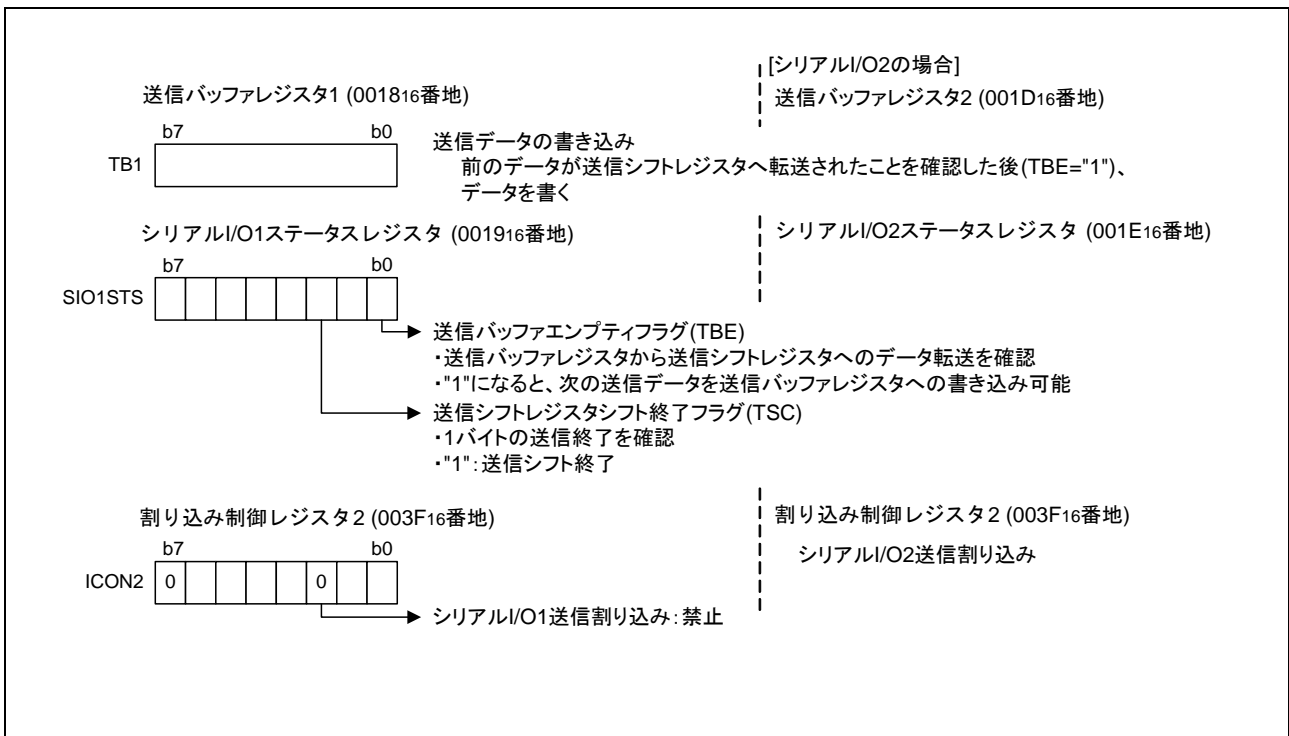 [シリアルI/O2の場合]
送信バッファレジスタ1 (001816番地)
送信バッファレジスタ2 (001D16番地)
b7 b0
TB1
送信データの書き込み
前のデータが送信シフトレジスタへ転送されたことを確認した後(TBE="1")、
データを書く
シリアルI/O1ステータスレジスタ (001916番地)
シリアルI/O2ステータスレジスタ (001E16番地)
b7 b0
SIO1STS
送信バッファエンプティフラグ(TBE)
・送信バッファレジスタから送信シフトレジスタへのデータ転送を確認
・"1"になると、次の送信データを送信バッファレジスタへの書き込み可能
送信シフトレジスタシフト終了フラグ(TSC)
・1バイトの送信終了を確認
・"1":送信シフト終了
割り込み制御レジスタ2 (003F16番地)
割り込み制御レジスタ2 (003F16番地)
b7 b0
シリアルI/O2送信割り込み
ICON2 0 0
シリアルI/O1送信割り込み:禁止